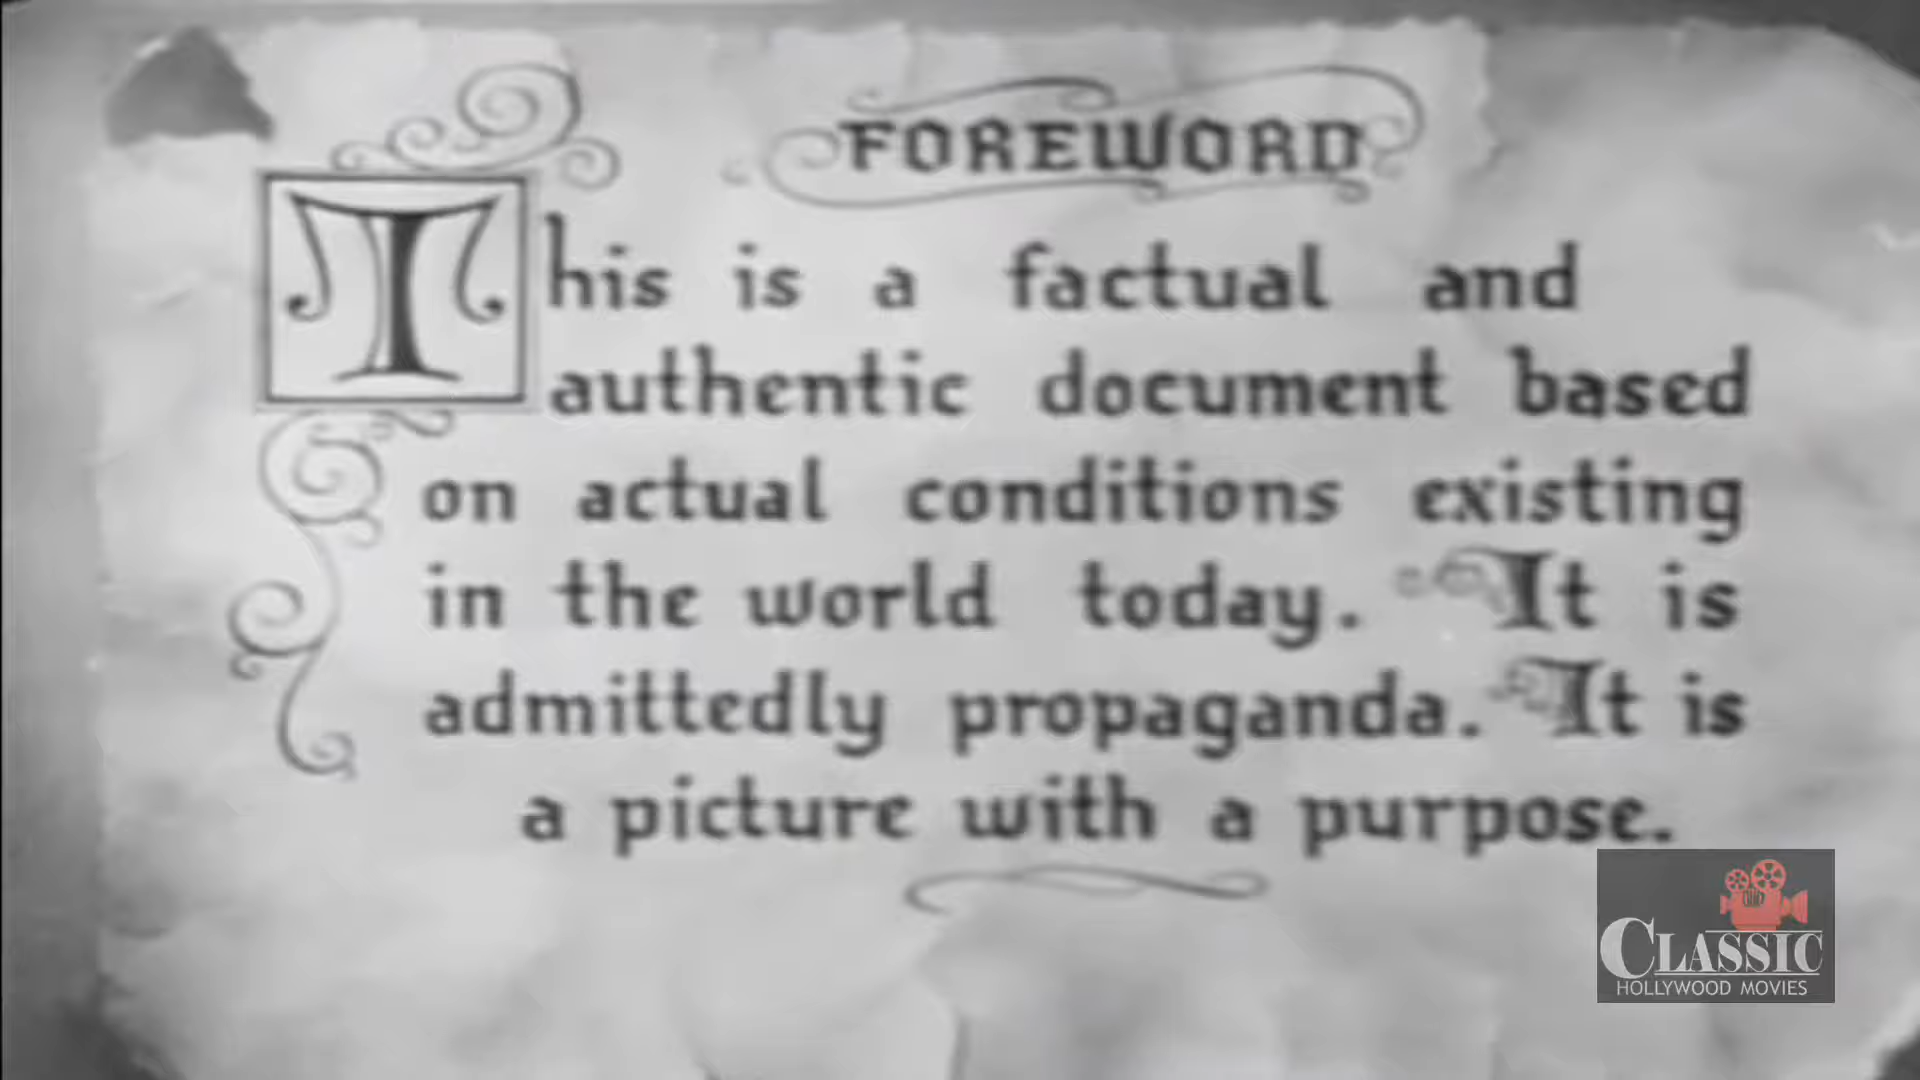 FOREWORD
This is a factual and
authentic document based
on actual conditions existing
in the world today. It is
admittedly propaganda. It is
a picture with a purpose.
CLASSIC
HOLLYWOOD MOVIES